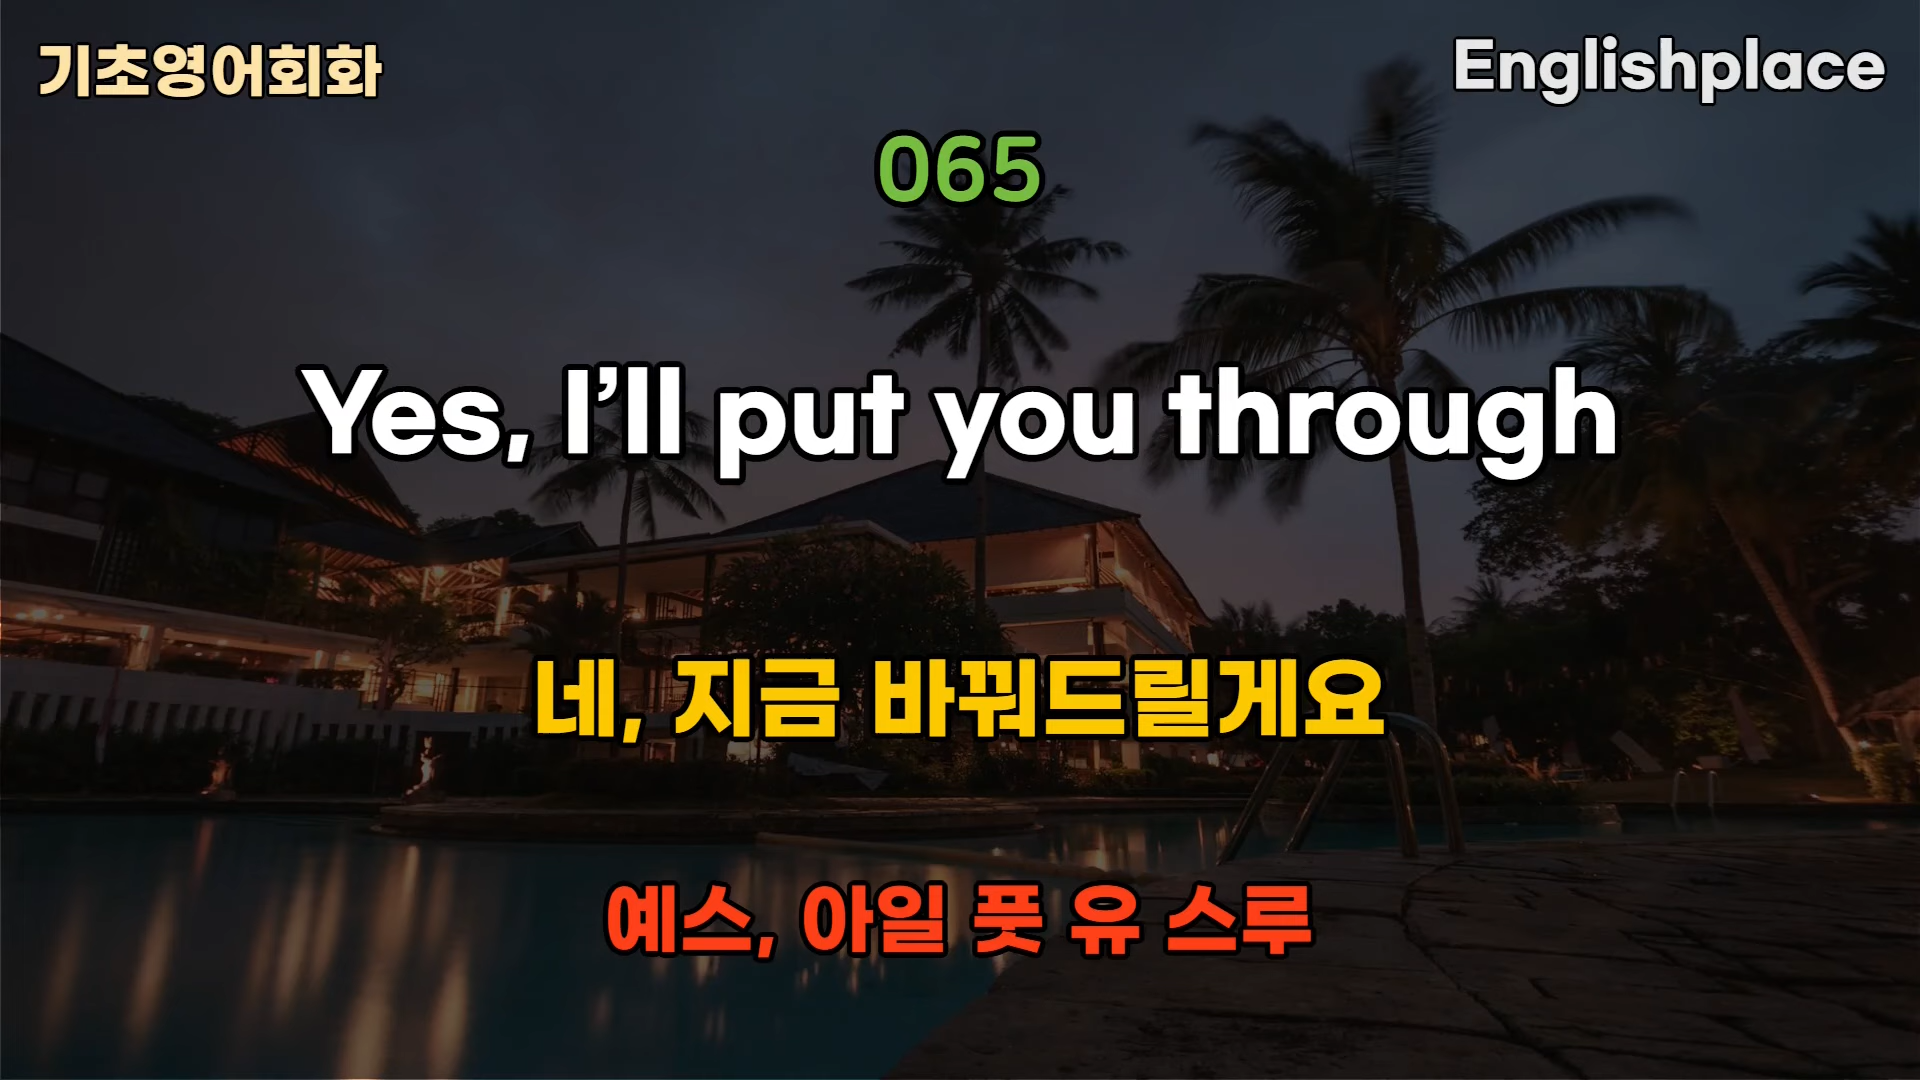 기초영어회화
Englishplace
065
Yes, I’ll put you through
네, 지금 바꿔드릴게요
예스, 아일 풋 유 스루